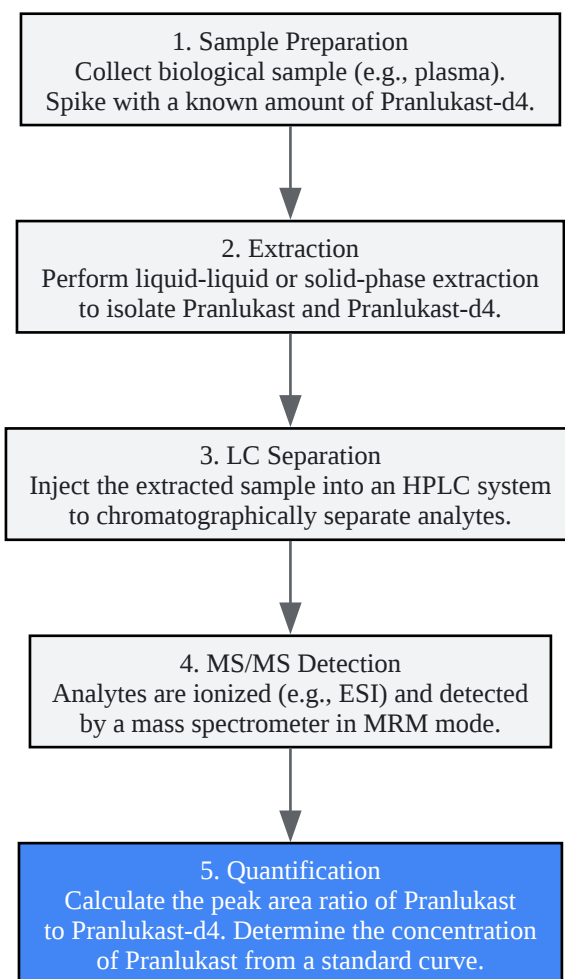 1. Sample Preparation
Collect biological sample (e.g., plasma).
Spike with a known amount of Pranlukast-d4.
2. Extraction
Perform liquid-liquid or solid-phase extraction
to isolate Pranlukast and Pranlukast-d4.
3. LC Separation
Inject the extracted sample into an HPLC system
to chromatographically separate analytes.
4. MS/MS Detection
Analytes are ionized (e.g., ESI) and detected
by a mass spectrometer in MRM mode.
5. Quantification
Calculate the peak area ratio of Pranlukast
to Pranlukast-d4. Determine the concentration
of Pranlukast from a standard curve.